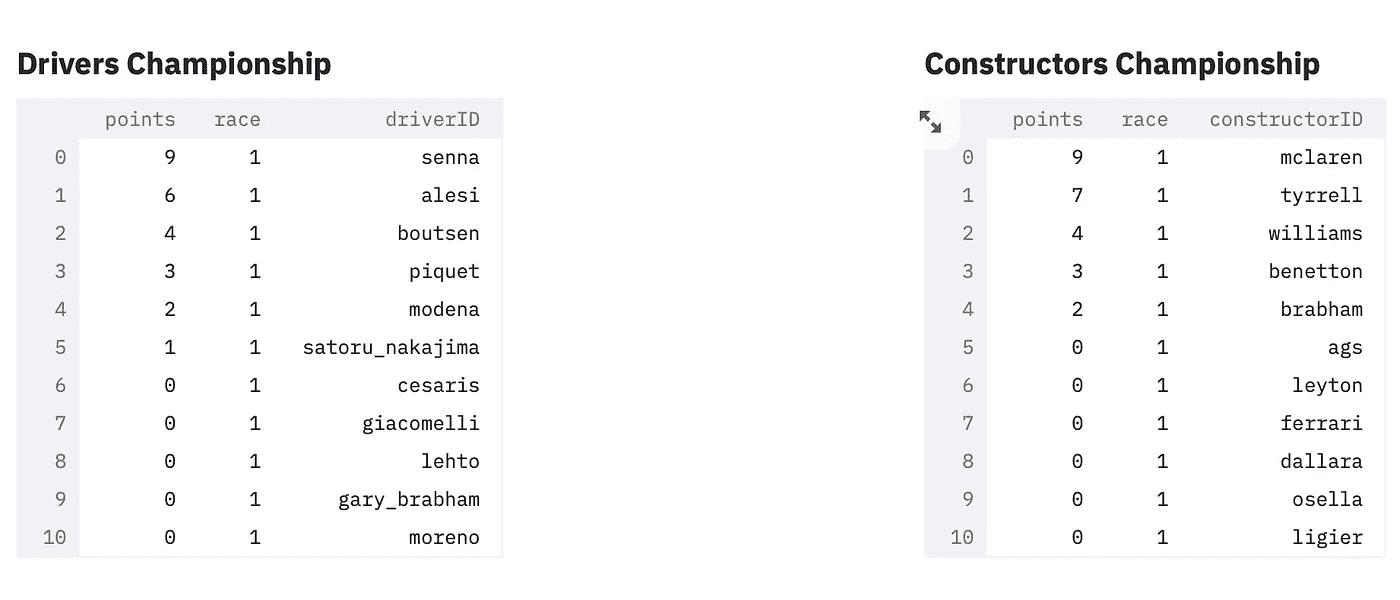 Drivers Championship
points race driverID
0 9 1 senna
1 6 1 alesi
2 4 1 boutsen
3 3 1 piquet
4 2 1 modena
5 1 1 satoru_nakajima
6 0 1 cesaris
7 0 1 giacomelli
8 0 1 lehto
9 0 1 gary_brabham
10 0 1 moreno
Constructors Championship
points race constructorID
0 9 1 mclaren
1 7 1 tyrrell
2 4 1 williams
3 3 1 benetton
4 2 1 brabham
5 0 1 ags
6 0 1 leyton
7 0 1 ferrari
8 0 1 dallara
9 0 1 osella
10 0 1 ligier